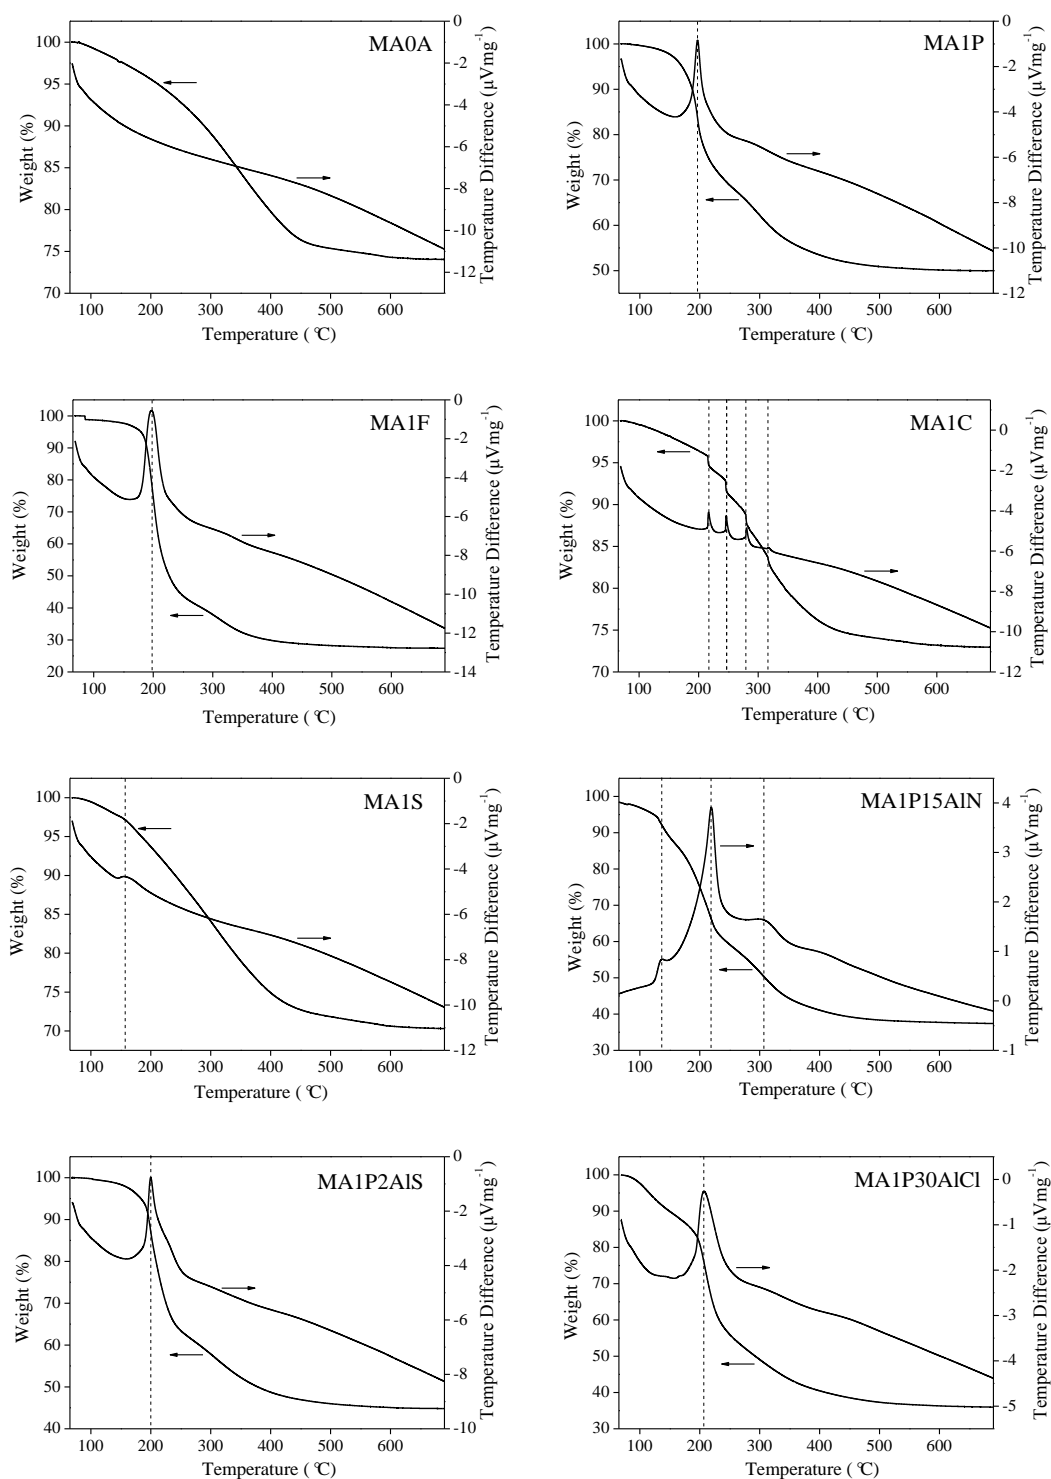 MA0A
100
95
90
85
80
75
70
0
-2
-4
-6
-8
-10
-12
100 200 300 400 500 600
Weight (%)
Temperature Difference (µVmg-1)
Temperature (℃)
MA1P
100
90
80
70
60
50
0
-1
-2
-4
-6
-8
-10
-12
100 200 300 400 500 600
Weight (%)
Temperature Difference (µVmg-1)
Temperature (℃)
MA1F
100
90
80
70
60
50
40
30
20
0
-2
-4
-6
-8
-10
-12
-14
100 200 300 400 500 600
Weight (%)
Temperature Difference (µVmg-1)
Temperature (℃)
MA1C
100
95
90
85
80
75
70
0
-2
-4
-6
-8
-10
-12
100 200 300 400 500 600
Weight (%)
Temperature Difference (µVmg-1)
Temperature (℃)
MA1S
100
95
90
85
80
75
70
0
-2
-4
-6
-8
-10
-12
100 200 300 400 500 600
Weight (%)
Temperature Difference (µVmg-1)
Temperature (℃)
MA1P15AlN
100
90
80
70
60
50
40
30
4
3
2
1
0
-1
100 200 300 400 500 600
Weight (%)
Temperature Difference (µVmg-1)
Temperature (℃)
MA1P2AlS
100
90
80
70
60
50
40
0
-2
-4
-6
-8
-10
100 200 300 400 500 600
Weight (%)
Temperature Difference (µVmg-1)
Temperature (℃)
MA1P30AlCl
100
90
80
70
60
50
40
30
0
-1
-2
-3
-4
-5
100 200 300 400 500 600
Weight (%)
Temperature Difference (µVmg-1)
Temperature (℃)